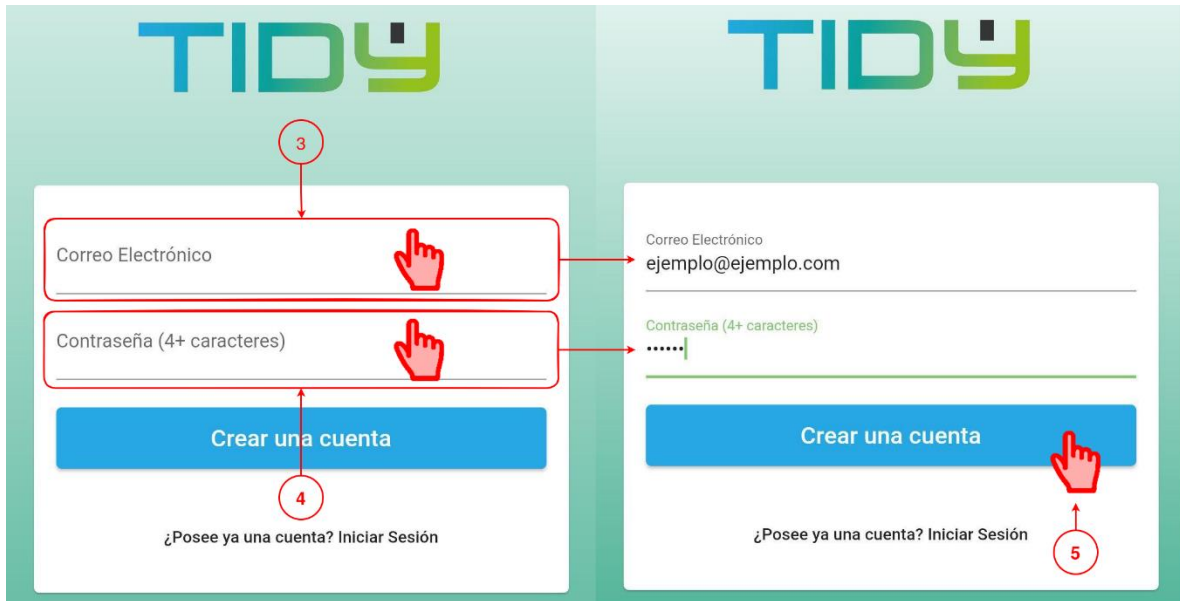 TIDY
3
Correo Electrónico
Contraseña (4+ caracteres)
Crear una cuenta
4
¿Posee ya una cuenta? Iniciar Sesión
TIDY
Correo Electrónico
ejemplo@ejemplo.com
Contraseña (4+ caracteres)
••••••
Crear una cuenta
¿Posee ya una cuenta? Iniciar Sesión
5